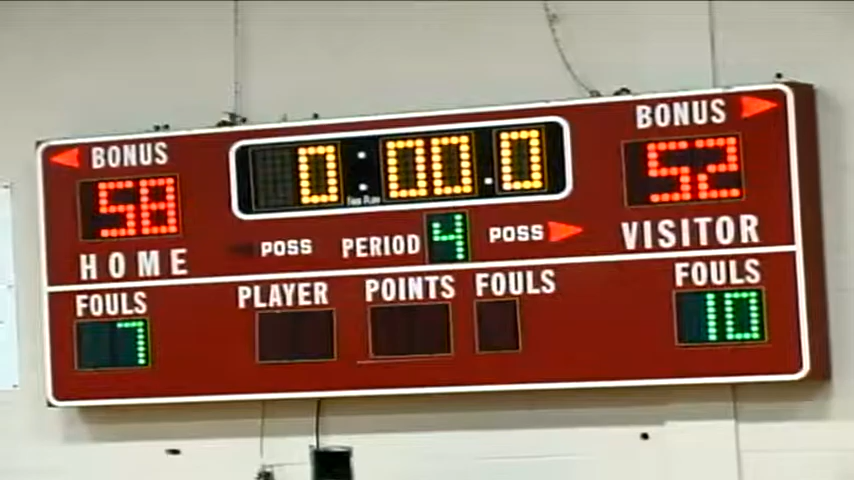 BONUS
0:00.0
BONUS
58
52
HOME
POSS
PERIOD 4
POSS
VISITOR
FOULS
PLAYER
POINTS
FOULS
FOULS
7
10